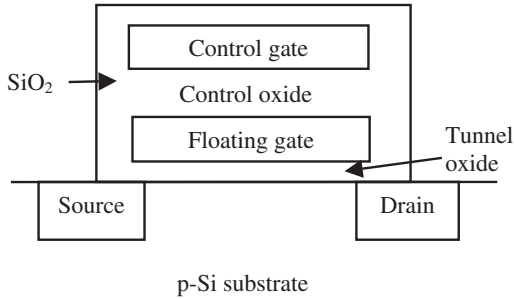 Control gate
SiO₂
Control oxide
Floating gate
Tunnel
oxide
Source
Drain
p-Si substrate